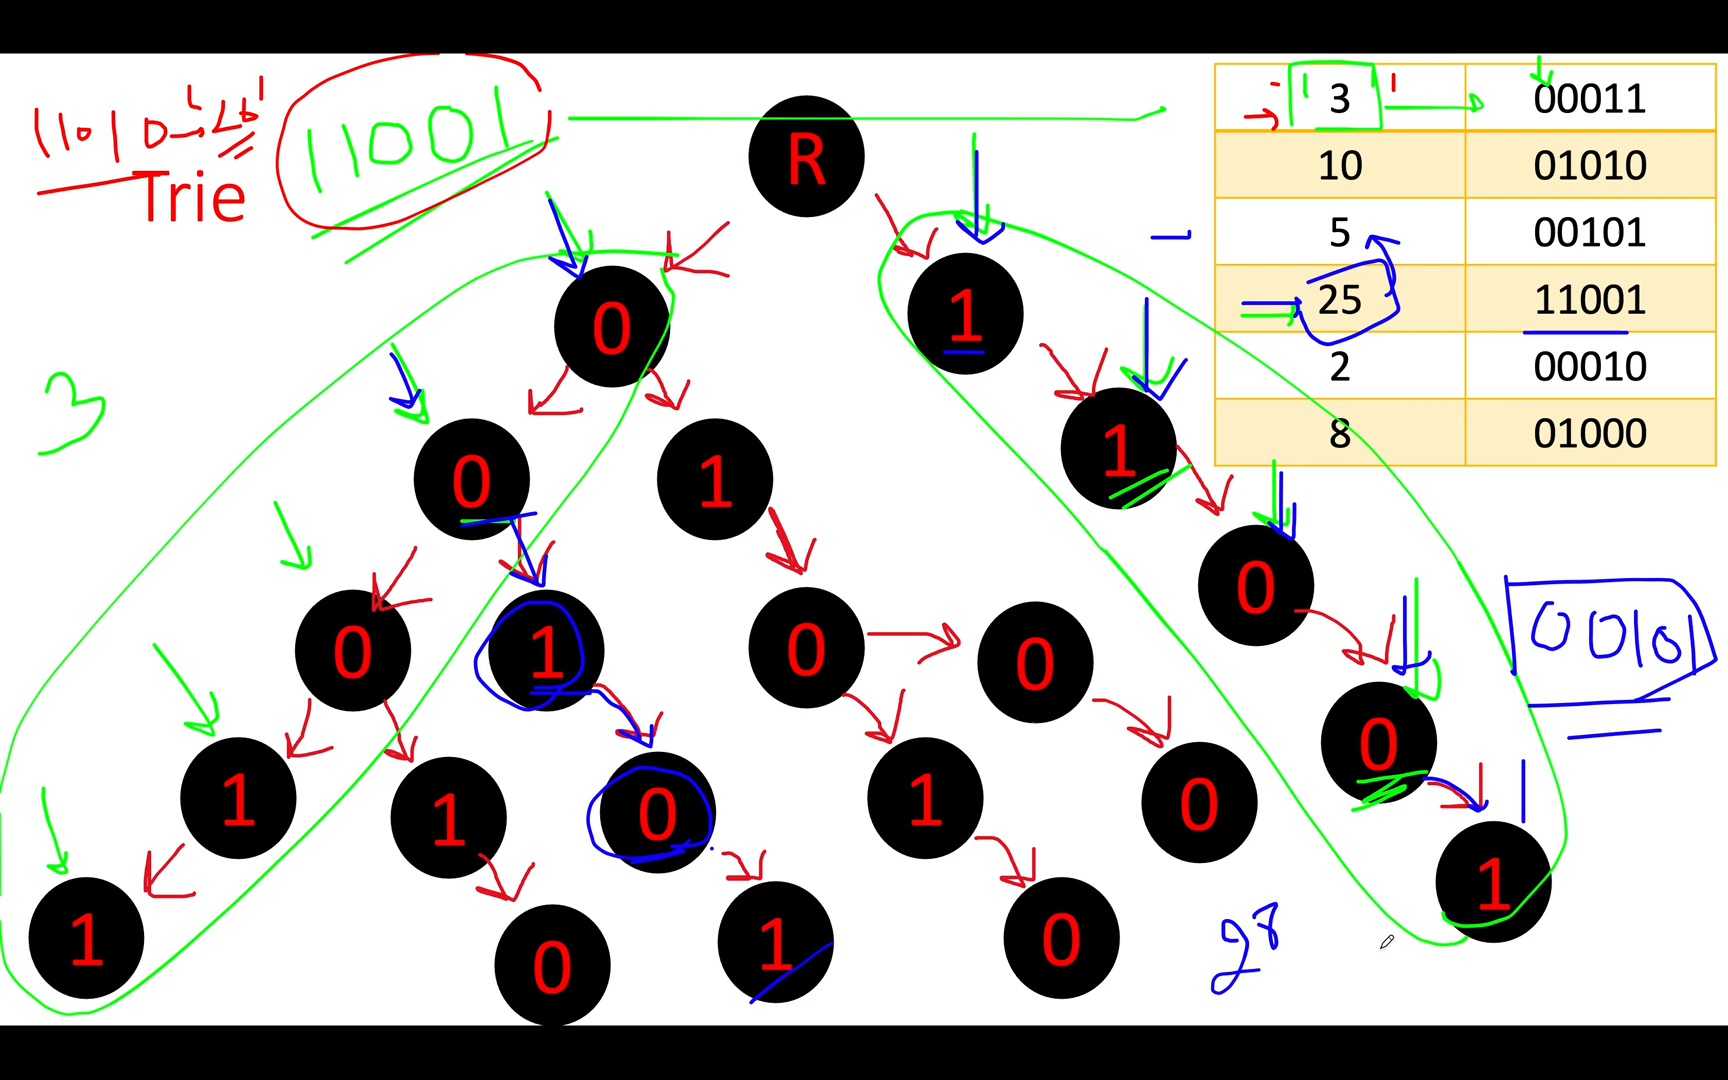 11010→26
11001
Trie
R
3 00011
10 01010
5 00101
25 11001
2 00010
8 01000
0 1
3
0 1 1
0
0 1 0 0
00101
0
1 1 0 1 0
1
1 0 1 0
28